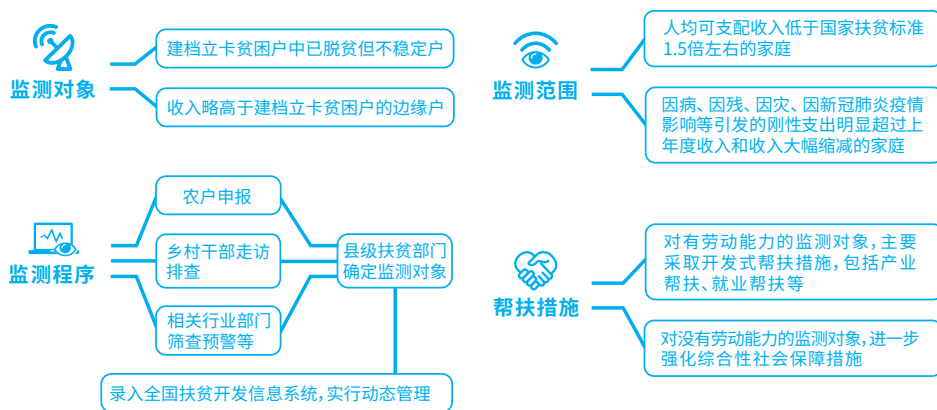 监测对象
建档立卡贫困户中已脱贫但不稳定户
收入略高于建档立卡贫困户的边缘户
监测范围
人均可支配收入低于国家扶贫标准
1.5倍左右的家庭
因病、因残、因灾、因新冠肺炎疫情
影响等引发的刚性支出明显超过上
年度收入和收入大幅缩减的家庭
监测程序
农户申报
乡村干部走访
排查
相关行业部门
筛查预警等
县级扶贫部门
确定监测对象
录入全国扶贫开发信息系统,实行动态管理
帮扶措施
对有劳动能力的监测对象,主要
采取开发式帮扶措施,包括产业
帮扶、就业帮扶等
对没有劳动能力的监测对象,进一步
强化综合性社会保障措施